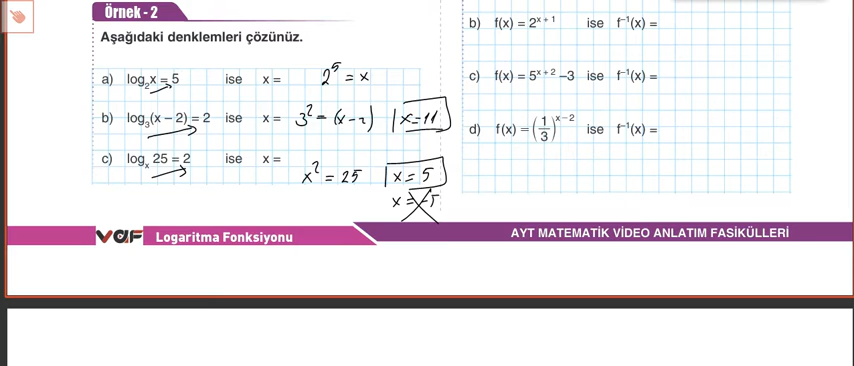 Örnek - 2
Aşağıdaki denklemleri çözünüz.
a) log₂x = 5 ise x = 2⁵ = x
b) log₃(x – 2) = 2 ise x = 3² = (x – 2) x = 11
c) logₓ 25 = 2 ise x = x² = 25 x = 5
x = -5
b) f(x) = 2ˣ⁺¹ ise f⁻¹(x) =
c) f(x) = 5ˣ⁺² –3 ise f⁻¹(x) =
d) f(x) = (1/3)ˣ⁻² ise f⁻¹(x) =
VAF Logaritma Fonksiyonu
AYT MATEMATİK VİDEO ANLATIM FASİKÜLLERİ